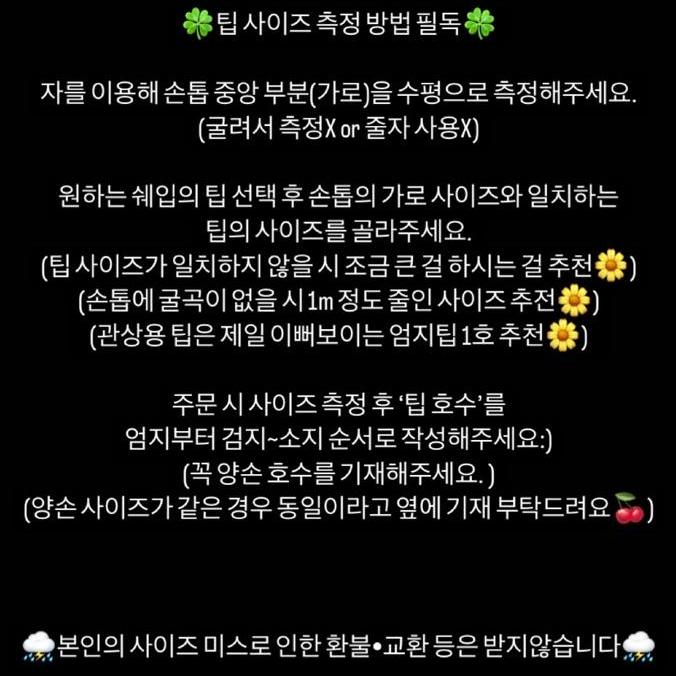 🍀팁 사이즈 측정 방법 필독🍀
자를 이용해 손톱 중앙 부분(가로)을 수평으로 측정해주세요.
(굴려서 측정X or 줄자 사용X)
원하는 쉐입의 팁 선택 후 손톱의 가로 사이즈와 일치하는
팁의 사이즈를 골라주세요.
(팁 사이즈가 일치하지 않을 시 조금 큰 걸 하시는 걸 추천🌼)
(손톱에 굴곡이 없을 시 1m 정도 줄인 사이즈 추전🌼)
(관상용 팁은 제일 이뻐보이는 엄지팁 1호 추천🌼)
주문 시 사이즈 측정 후 ‘팁 호수’를
엄지부터 검지~소지 순서로 작성해주세요:)
(꼭 양손 호수를 기재해주세요. )
(양손 사이즈가 같은 경우 동일이라고 옆에 기재 부탁드려요🍒)
⛈️본인의 사이즈 미스로 인한 환불•교환 등은 받지않습니다⛈️